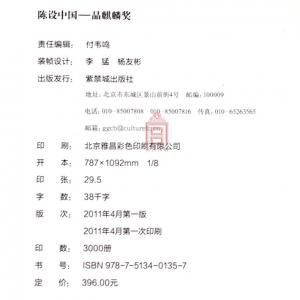 陈设中国—品麒麟奖
责任编辑： 付韦鸣
装帧设计： 李 猛 杨友彬
出版发行： 紫禁城出版社
地址：北京市东城区景山前街4号 邮编：100009
电话：010-85007808 010-85007816 传真：010-65263565
邮箱：ggcb@culturefc.cn
印 刷： 北京雅昌彩色印刷有限公司
开 本： 787×1092mm 1/8
印 张： 29.5
字 数： 38千字
版 次： 2011年4月第一版
2011年4月第一次印刷
印 数： 3000册
书 号： ISBN 978-7-5134-0135-7
定 价： 396.00元